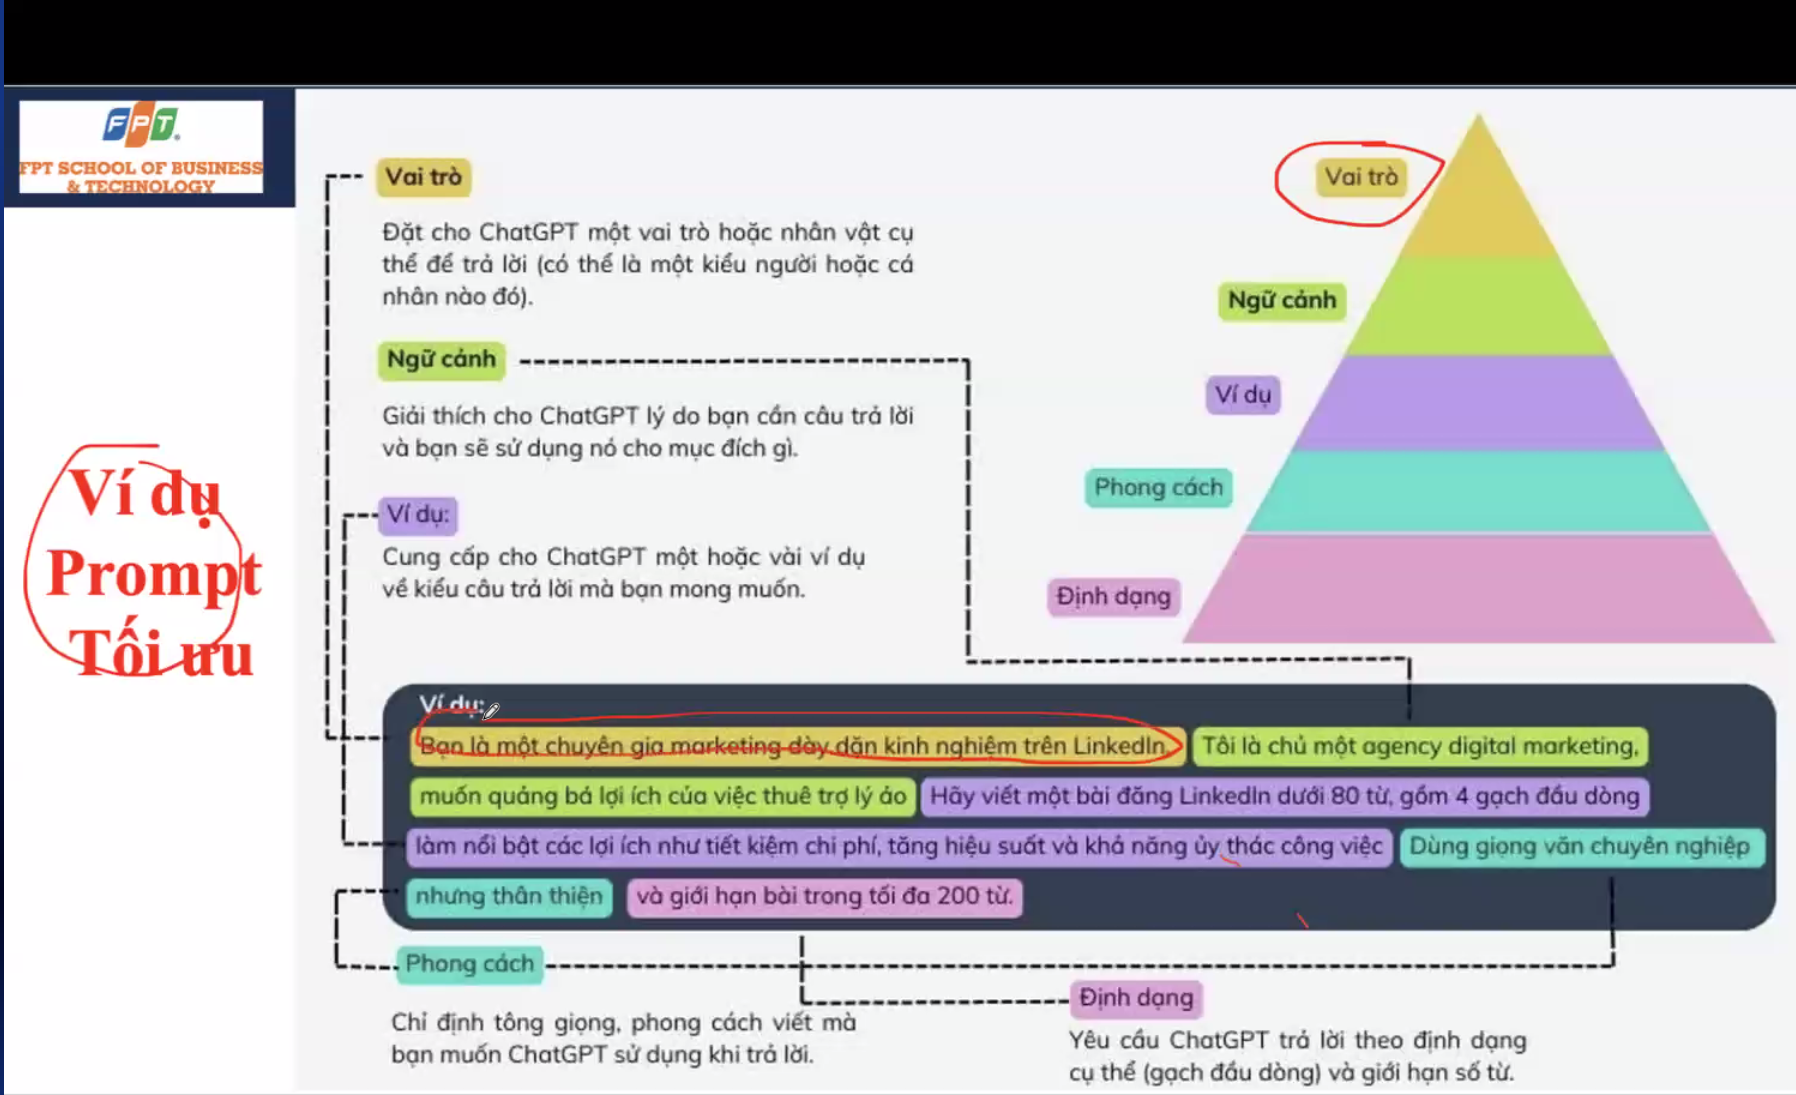 FPT
FPT SCHOOL OF BUSINESS
& TECHNOLOGY
Ví dụ
Prompt
Tối ưu
Vai trò
Đặt cho ChatGPT một vai trò hoặc nhân vật cụ
thể để trả lời (có thể là một kiểu người hoặc cá
nhân nào đó).
Ngữ cảnh
Giải thích cho ChatGPT lý do bạn cần câu trả lời
và bạn sẽ sử dụng nó cho mục đích gì.
Ví dụ:
Cung cấp cho ChatGPT một hoặc vài ví dụ
về kiểu câu trả lời mà bạn mong muốn.
Vai trò
Ngữ cảnh
Ví dụ
Phong cách
Định dạng
Ví dụ:
Bạn là một chuyên gia marketing dày dặn kinh nghiệm trên LinkedIn, Tôi là chủ một agency digital marketing,
muốn quảng bá lợi ích của việc thuê trợ lý ảo Hãy viết một bài đăng LinkedIn dưới 80 từ, gồm 4 gạch đầu dòng
làm nổi bật các lợi ích như tiết kiệm chi phí, tăng hiệu suất và khả năng ủy thác công việc Dùng giọng văn chuyên nghiệp
nhưng thân thiện và giới hạn bài trong tối đa 200 từ.
Phong cách
Chỉ định tông giọng, phong cách viết mà
bạn muốn ChatGPT sử dụng khi trả lời.
Định dạng
Yêu cầu ChatGPT trả lời theo định dạng
cụ thể (gạch đầu dòng) và giới hạn số từ.